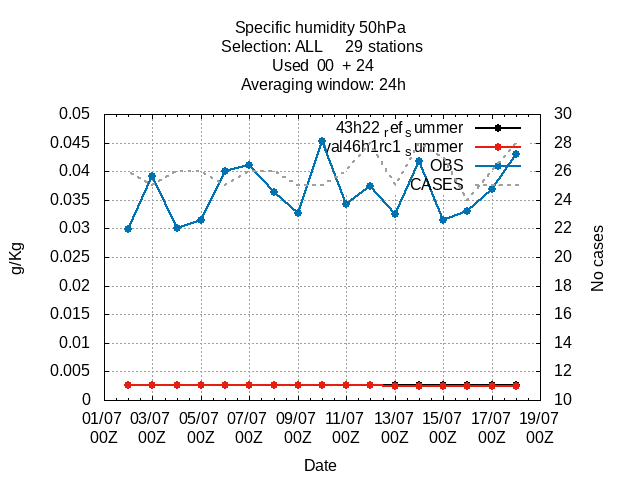 Specific humidity 50hPa
Selection: ALL 29 stations
Used 00 + 24
Averaging window: 24h
43h22refsummer
val46h1rc1summer
OBS
CASES
0.05
0.045
0.04
0.035
0.03
0.025
0.02
0.015
0.01
0.005
0
g/Kg
30
28
26
24
22
20
18
16
14
12
10
No cases
01/07 03/07 05/07 07/07 09/07 11/07 13/07 15/07 17/07 19/07
00Z 00Z 00Z 00Z 00Z 00Z 00Z 00Z 00Z 00Z
Date